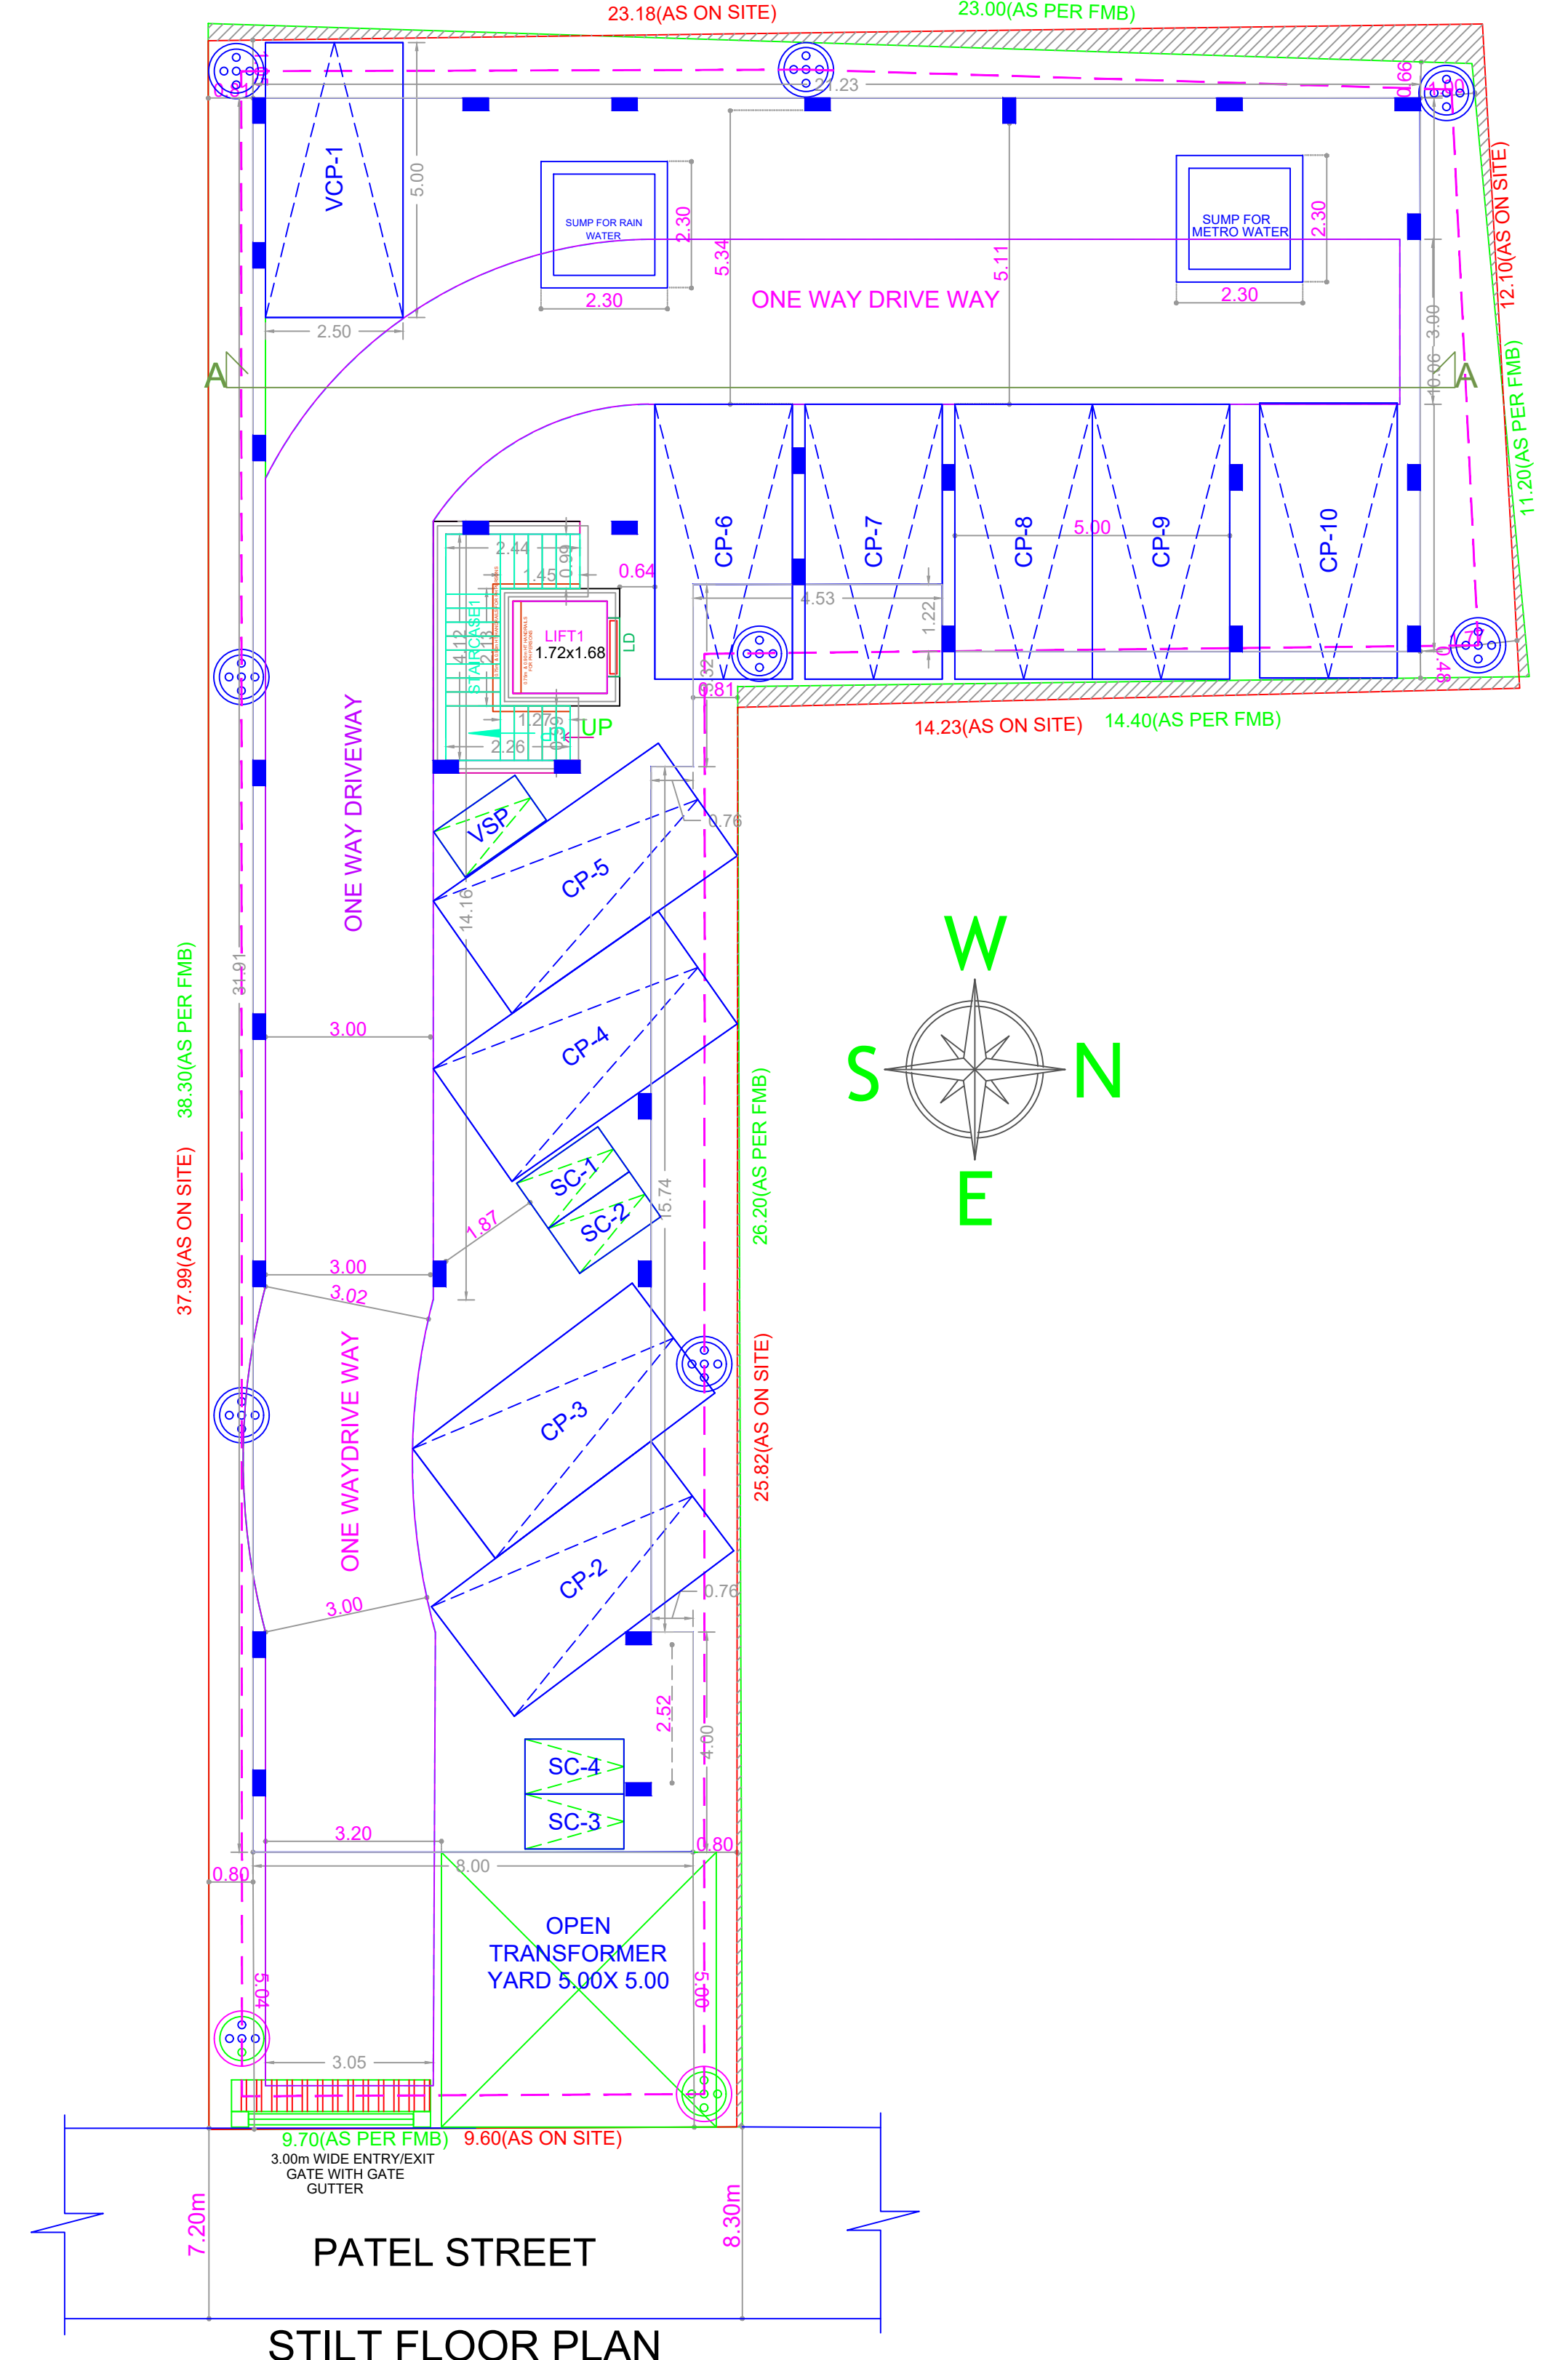 23.18(AS ON SITE)
23.00(AS PER FMB)
21.23
0.66
1.00
VCP-1
5.00
2.50
SUMP FOR RAIN
WATER
2.30
2.30
5.34
5.11
SUMP FOR
METRO WATER
2.30
2.30
ONE WAY DRIVE WAY
12.10(AS ON SITE)
11.20(AS PER FMB)
3.00
10.06
A
A
CP-6
CP-7
CP-8
CP-9
CP-10
5.00
2.44
1.45
0.99
0.64
4.53
1.22
STAIRCASE1
4.12
2.13
LIFT1
1.72x1.68
LD
0.81
0.48
1.27
2.26
0.99
UP
14.23(AS ON SITE)
14.40(AS PER FMB)
VSP
CP-5
0.76
14.16
ONE WAY DRIVEWAY
31.91
38.30(AS PER FMB)
37.99(AS ON SITE)
3.00
CP-4
W
S
N
E
SC-1
SC-2
1.87
15.74
26.20(AS PER FMB)
25.82(AS ON SITE)
3.00
3.02
ONE WAYDRIVE WAY
CP-3
CP-2
0.76
3.00
2.52
4.00
SC-4
SC-3
3.20
0.80
8.00
0.80
OPEN
TRANSFORMER
YARD 5.00X 5.00
5.04
5.00
3.05
9.70(AS PER FMB)
9.60(AS ON SITE)
3.00m WIDE ENTRY/EXIT
GATE WITH GATE
GUTTER
7.20m
8.30m
PATEL STREET
STILT FLOOR PLAN